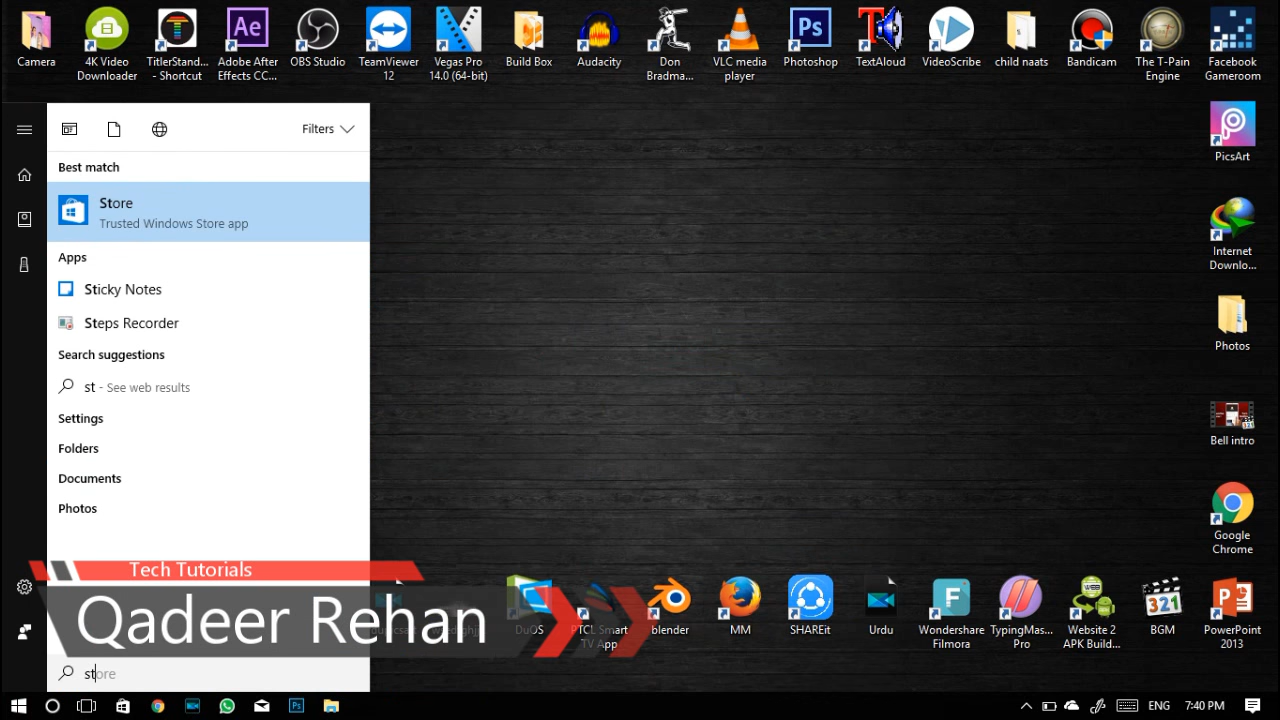 Camera
4K Video
Downloader
TitlerStand...
- Shortcut
Adobe After
Effects CC...
OBS Studio
TeamViewer
12
Vegas Pro
14.0 (64-bit)
Build Box
Audacity
Don
Bradma...
VLC media
player
Photoshop
TextAloud
VideoScribe
child naats
Bandicam
The T-Pain
Engine
Facebook
Gameroom
PicsArt
Internet
Downlo...
Photos
Bell intro
Google
Chrome
Filters
Best match
Store
Trusted Windows Store app
Apps
Sticky Notes
Steps Recorder
Search suggestions
st - See web results
Settings
Folders
Documents
Photos
Tech Tutorials
Qadeer Rehan
DuOS
PTCL Smart
TV App
blender
MM
SHAREit
Urdu
Wondershare
Filmora
TypingMas...
Pro
Website 2
APK Build...
BGM
PowerPoint
2013
store
ENG
7:40 PM